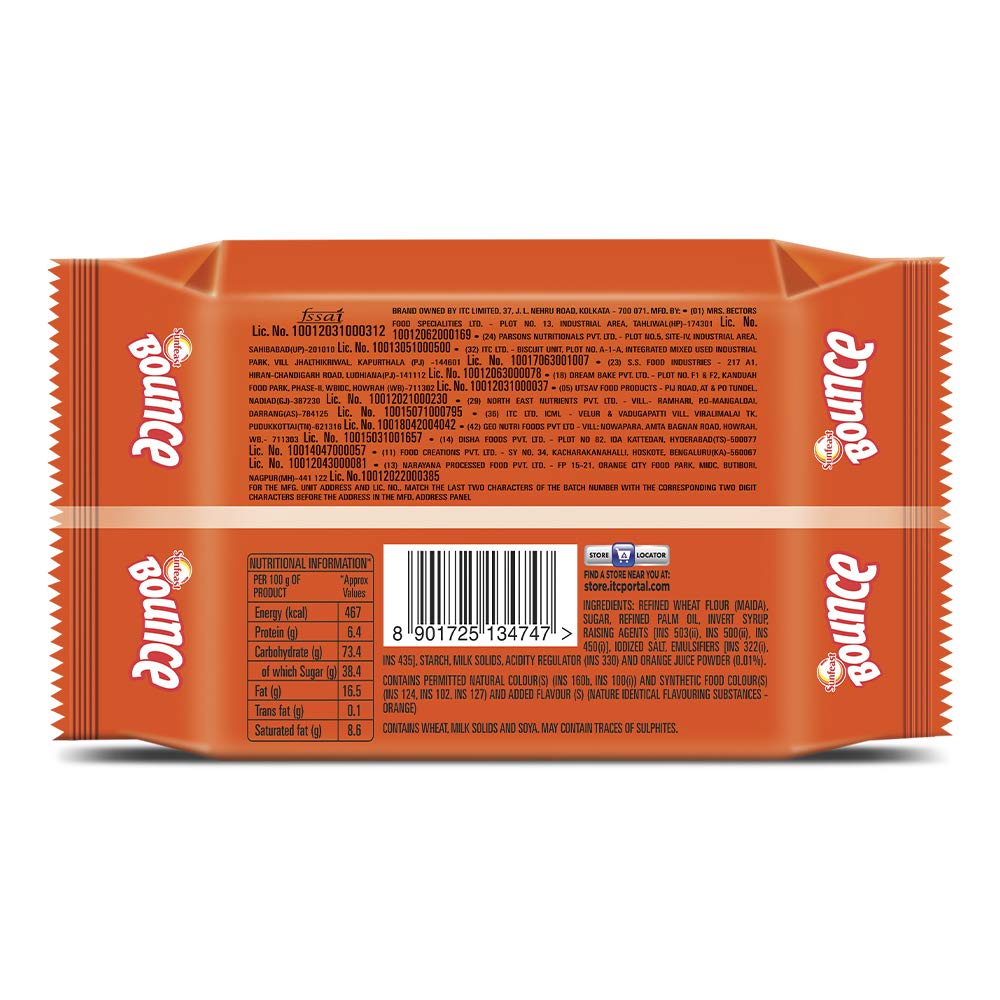 fssai
Lic. No. 10012031000312
BRAND OWNED BY ITC LIMITED, 37, J. L. NEHRU ROAD, KOLKATA - 700 071. MFD. BY: • (01) MRS. BECTORS
FOOD SPECIALITIES LTD. - PLOT NO. 13. INDUSTRIAL AREA, TAHLIWAL(HP)-174301 Lic. No.
10012062000169 • (24) PARSONS NUTRITIONALS PVT. LTD. - PLOT NO.5, SITE-IV, INDUSTRIAL AREA,
SAHIBABAD(UP)-201010 Lic. No. 10013051000500 • (32) ITC LTD. - BISCUIT UNIT, PLOT NO. A-1-A, INTEGRATED MIXED USED INDUSTRIAL
PARK, VILL JHALTHIKRIWAL, KAPURTHALA (PJ) -144601 Lic. No. 10017063001007 • (23) S.S. FOOD INDUSTRIES - 217 A1,
HIRAN-CHANDIGARH ROAD, LUDHIANA(PJ)-141112 Lic. No. 10012063000078 • (18) DREAM BAKE PVT. LTD. - PLOT NO. F1 & F2, KANDUAH
FOOD PARK, PHASE-II, WBIDC, HOWRAH (WB)-711302 Lic. No. 10012031000037 • (05) UTSAV FOOD PRODUCTS - PIJ ROAD, AT & PO TUNDEL,
NADIAD(GJ)-387230 Lic. No. 10012021000230 • (29) NORTH EAST NUTRIENTS PVT. LTD. - VILL.- RAMHARI, P.O-MANGALDAI,
DARRANG(AS)-784125 Lic. No. 10015071000795 • (36) ITC LTD. ICML - VELUR & VADUGAPATTI VILL. VIRALIMALAI TK.
PUDUKKOTTAI(TN)-621316 Lic. No. 10018042004042 • (42) GEO NUTRI FOODS PVT LTD - VILL: NOWAPARA, AMTA BAGNAN ROAD, HOWRAH,
WB.- 711303 Lic. No. 10015031001657 • (14) DISHA FOODS PVT. LTD. - PLOT NO 82, IDA KATTEDAN, HYDERABAD(TS)-500077
Lic. No. 10014047000057 • (11) FOOD CREATIONS PVT. LTD. - SY NO. 34, KACHARAKANAHALLI, HOSKOTE, BENGALURU(KA)-560067
Lic. No. 10012043000081 • (13) NARAYANA PROCESSED FOOD PVT. LTD. - FP 15-21, ORANGE CITY FOOD PARK, MIDC, BUTIBORI,
NAGPUR(MH)-441 122 Lic. No.10012022000385
FOR THE MFG. UNIT ADDRESS AND LIC. NO., MATCH THE LAST TWO CHARACTERS OF THE BATCH NUMBER WITH THE CORRESPONDING TWO DIGIT
CHARACTERS BEFORE THE ADDRESS IN THE MFD. ADDRESS PANEL
Sunfeast
BOUNCE
Sunfeast
BOUNCE
Sunfeast
BOUNCE
Sunfeast
BOUNCE
NUTRITIONAL INFORMATION*
PER 100 g OF PRODUCT *Approx Values
Energy (kcal) 467
Protein (g) 6.4
Carbohydrate (g) 73.4
of which Sugar (g) 38.4
Fat (g) 16.5
Trans fat (g) 0.1
Saturated fat (g) 8.6
8 901725 134747 >
STORE LOCATOR
FIND A STORE NEAR YOU AT:
store.itcportal.com
INGREDIENTS: REFINED WHEAT FLOUR (MAIDA),
SUGAR, REFINED PALM OIL, INVERT SYRUP,
RAISING AGENTS [INS 503(ii), INS 500(ii), INS
450(i)], IODIZED SALT, EMULSIFIERS [INS 322(i),
INS 435], STARCH, MILK SOLIDS, ACIDITY REGULATOR (INS 330) AND ORANGE JUICE POWDER (0.01%).
CONTAINS PERMITTED NATURAL COLOUR(S) (INS 160b, INS 100(i)) AND SYNTHETIC FOOD COLOUR(S)
(INS 124, INS 102, INS 127) AND ADDED FLAVOUR (S) (NATURE IDENTICAL FLAVOURING SUBSTANCES -
ORANGE)
CONTAINS WHEAT, MILK SOLIDS AND SOYA. MAY CONTAIN TRACES OF SULPHITES.